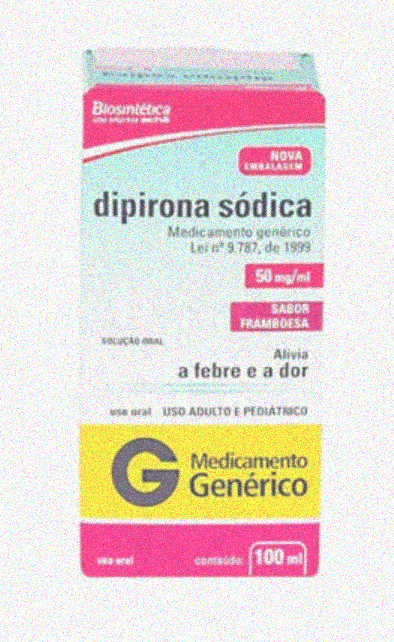 Biosintética
NOVA
EMBALAGEM
dipirona sódica
Medicamento genérico
Lei nº 9.787, de 1999
50 mg/ml
SABOR
FRAMBOESA
SOLUÇÃO ORAL
Alivia
a febre e a dor
uso oral USO ADULTO E PEDIÁTRICO
G Medicamento
Genérico
uso oral
conteúdo: 100 ml